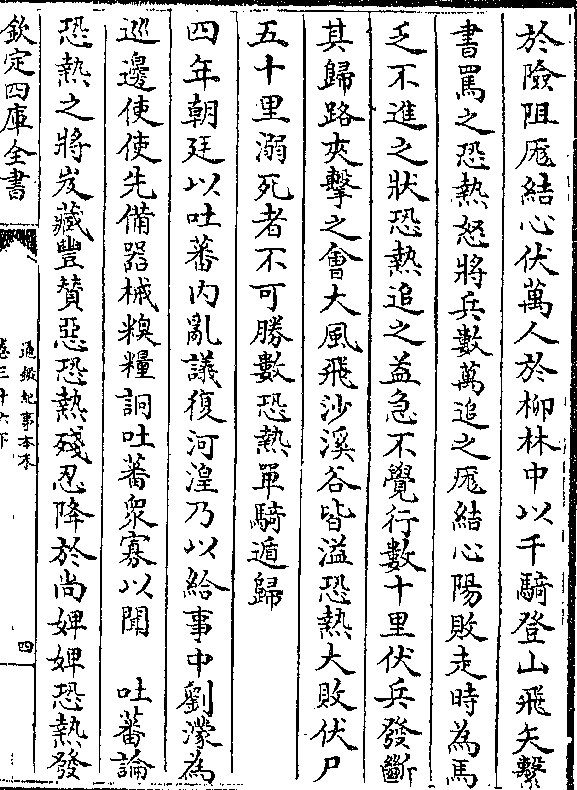 於險阻厖結心伏萬人於柳林中以千騎登山飛矢繫
書罵之恐熱怒將兵數萬追之厖結心陽敗走時為馬
乏不進之狀恐熱追之益急不覺行數十里伏兵發斷
其歸路夾擊之會大風飛沙溪谷皆溢恐熱大敗伏尸
五十里溺死者不可勝數恐熱單騎遁歸
四年朝廷以吐蕃內亂議復河湟乃以給事中劉濛為
巡邊使使先備器械糗糧詗吐蕃衆寡以聞　吐蕃論
恐熱之將岌藏豐贊惡恐熱殘忍降於尚婢婢恐熱發
欽定四庫全書
通鑑紀事本末
卷三十六下
四